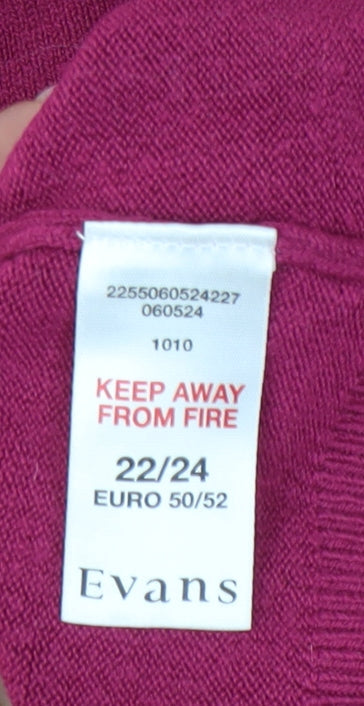 2255060524227
060524
1010
KEEP AWAY
FROM FIRE
22/24
EURO 50/52
Evans